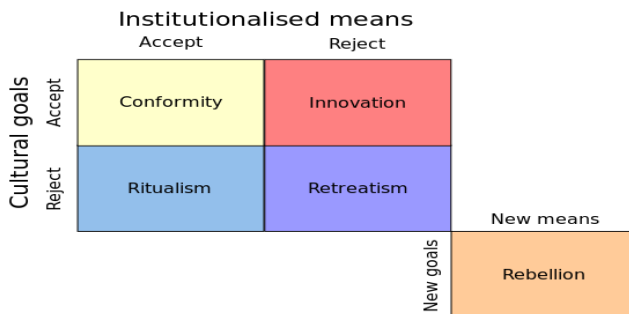 Institutionalised means
Accept Reject
Cultural goals
Accept
Conformity Innovation
Reject
Ritualism Retreatism
New means
New goals
Rebellion